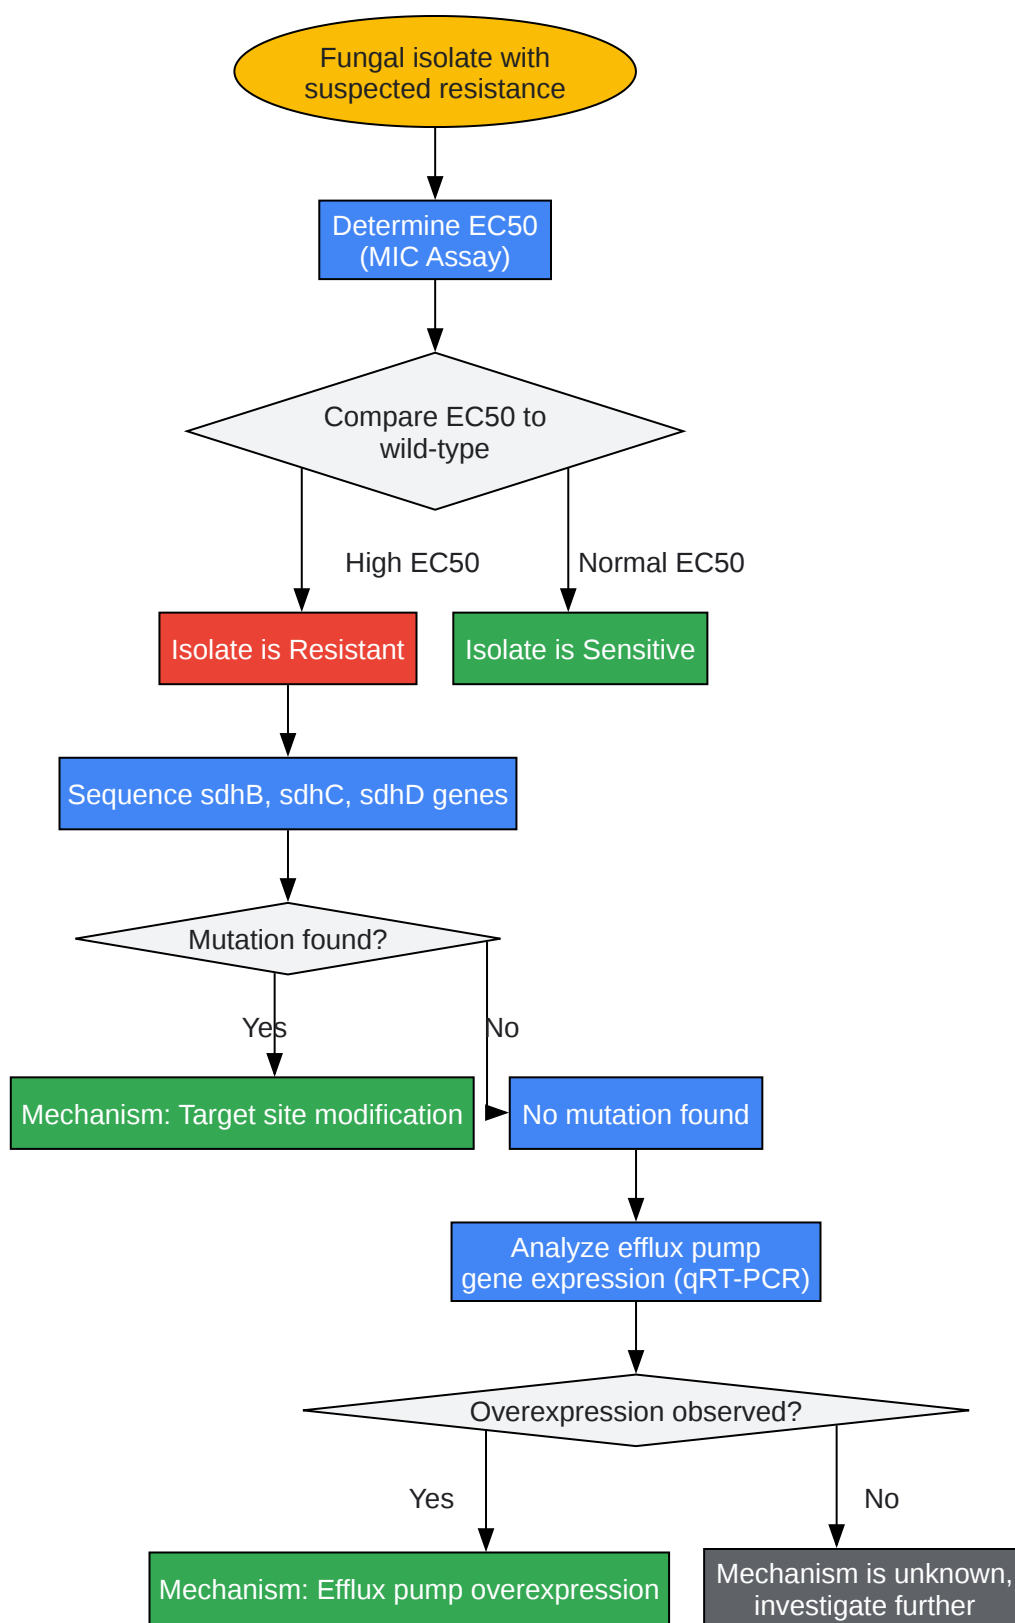 Fungal isolate with
suspected resistance
Determine EC50
(MIC Assay)
Compare EC50 to
wild-type
High EC50
Normal EC50
Isolate is Resistant
Isolate is Sensitive
Sequence sdhB, sdhC, sdhD genes
Mutation found?
Yes
No
Mechanism: Target site modification
No mutation found
Analyze efflux pump
gene expression (qRT-PCR)
Overexpression observed?
Yes
No
Mechanism: Efflux pump overexpression
Mechanism is unknown,
investigate further